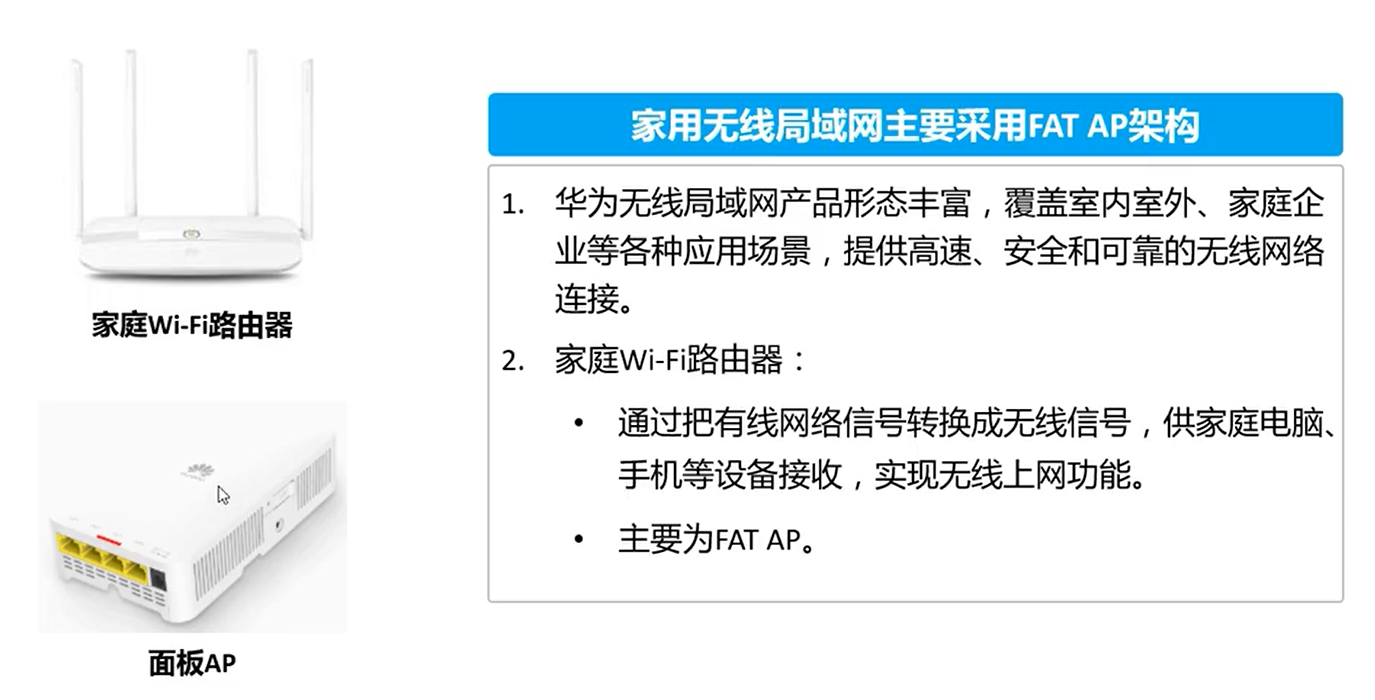 家用无线局域网主要采用FAT AP架构
1. 华为无线局域网产品形态丰富，覆盖室内室外、家庭企
业等各种应用场景，提供高速、安全和可靠的无线网络
连接。
2. 家庭Wi-Fi路由器：
• 通过把有线网络信号转换成无线信号，供家庭电脑、
手机等设备接收，实现无线上网功能。
• 主要为FAT AP。
家庭Wi-Fi路由器
面板AP